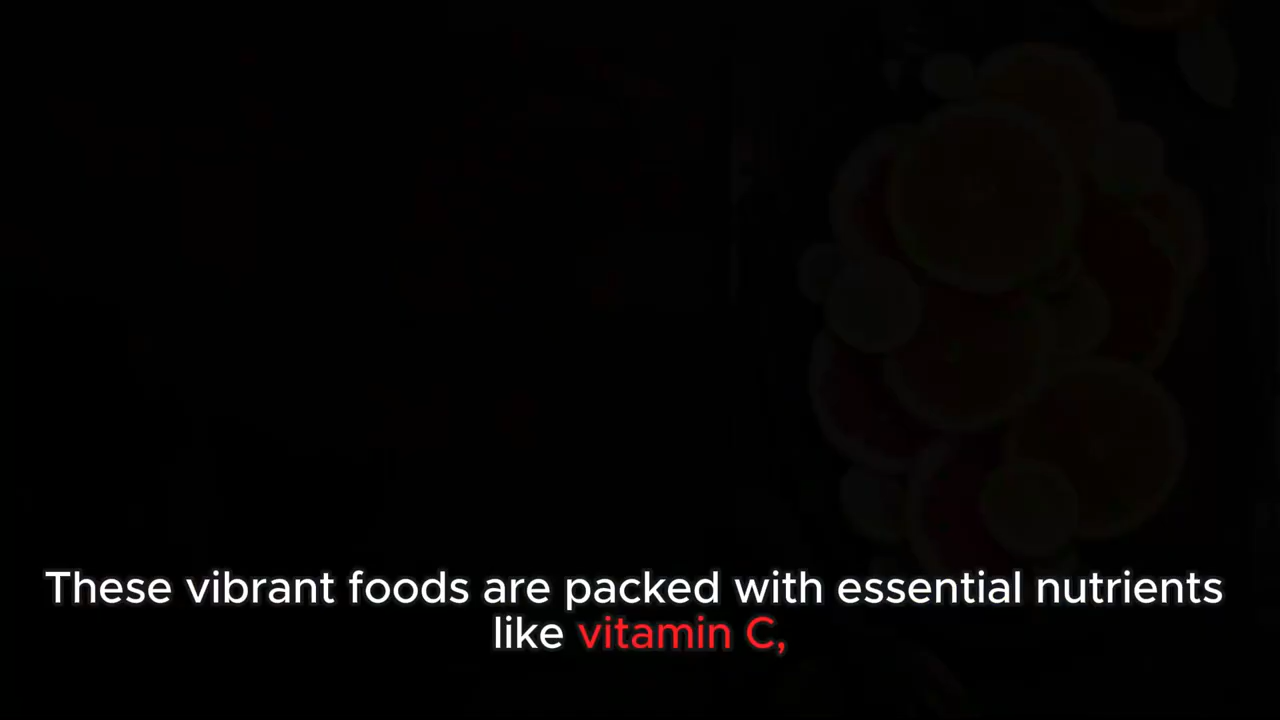 These vibrant foods are packed with essential nutrients
like vitamin C,